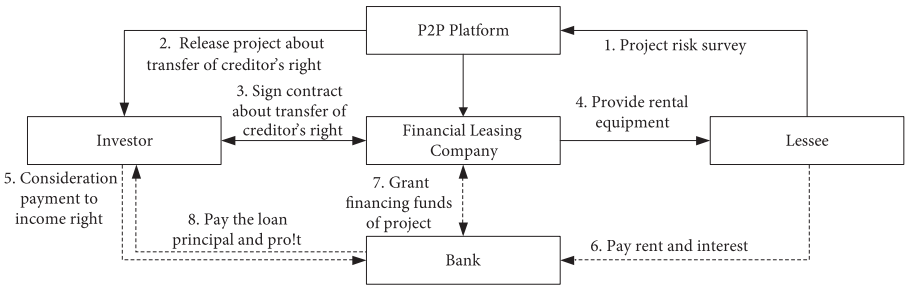 P2P Platform
2. Release project about
transfer of creditor's right
1. Project risk survey
3. Sign contract
about transfer of
creditor's right
4. Provide rental
equipment
Investor
Financial Leasing
Company
Lessee
5. Consideration
payment to
income right
7. Grant
financing funds
of project
8. Pay the loan
principal and pro!t
6. Pay rent and interest
Bank